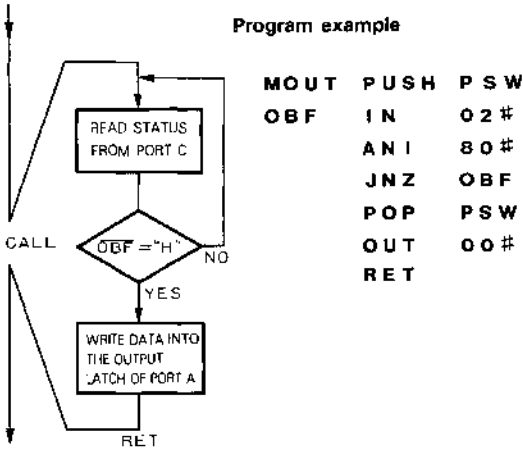 Program example
MOUT PUSH PSW
OBF IN 02#
ANI 80#
JNZ OBF
POP PSW
OUT 00#
RET
READ STATUS
FROM PORT C
CALL
OBF="H"
NO
YES
WRITE DATA INTO
THE OUTPUT
LATCH OF PORT A
RET